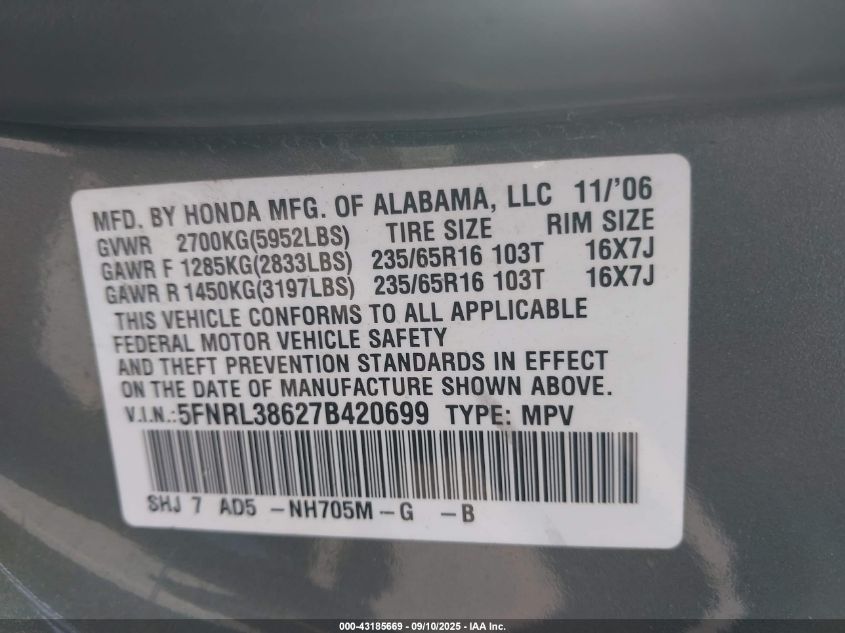 MFD. BY HONDA MFG. OF ALABAMA, LLC 11/'06
GVWR 2700KG(5952LBS) TIRE SIZE RIM SIZE
GAWR F 1285KG(2833LBS) 235/65R16 103T 16X7J
GAWR R 1450KG(3197LBS) 235/65R16 103T 16X7J
THIS VEHICLE CONFORMS TO ALL APPLICABLE
FEDERAL MOTOR VEHICLE SAFETY
AND THEFT PREVENTION STANDARDS IN EFFECT
ON THE DATE OF MANUFACTURE SHOWN ABOVE.
V.I.N.:5FNRL38627B420699 TYPE: MPV
SHJ 7 AD5 -NH705M-G -B
000-43185669 - 09/10/2025 - IAA Inc.